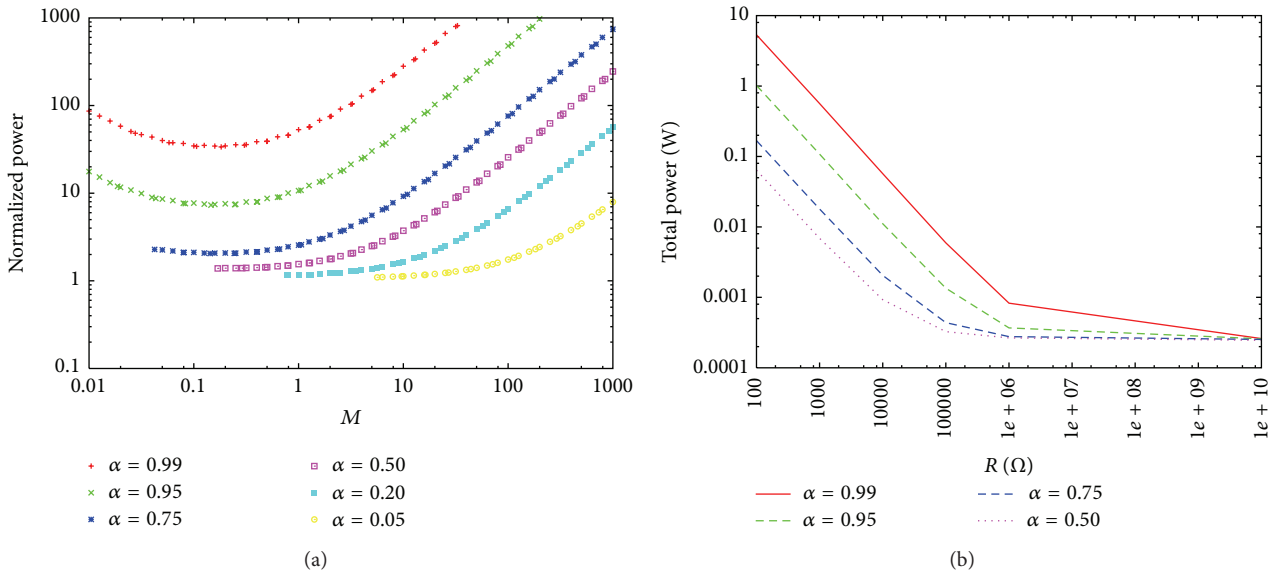 1000
100
10
1
0.1
Normalized power
0.01
0.1
1
10
100
1000
M
α = 0.99
α = 0.95
α = 0.75
α = 0.50
α = 0.20
α = 0.05
(a)
10
1
0.1
0.01
0.001
0.0001
Total power (W)
100
1000
10000
100000
1e + 06
1e + 07
1e + 08
1e + 09
1e + 10
R (Ω)
α = 0.99
α = 0.95
α = 0.75
α = 0.50
(b)